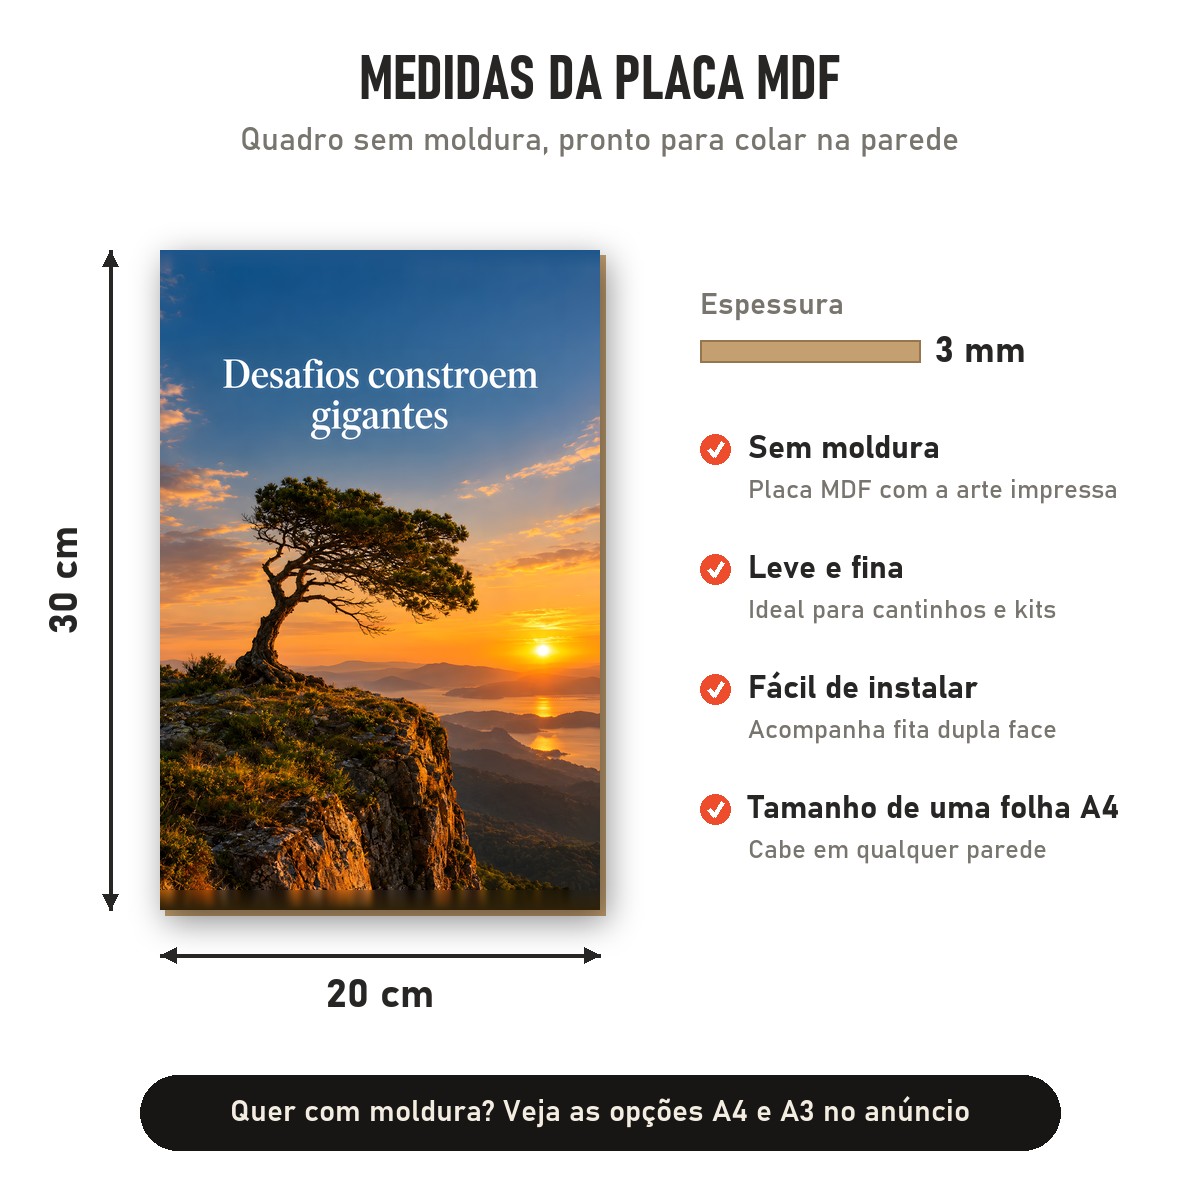 MEDIDAS DA PLACA MDF
Quadro sem moldura, pronto para colar na parede
Desafios constroem
gigantes
30 cm
20 cm
Espessura
3 mm
Sem moldura
Placa MDF com a arte impressa
Leve e fina
Ideal para cantinhos e kits
Fácil de instalar
Acompanha fita dupla face
Tamanho de uma folha A4
Cabe em qualquer parede
Quer com moldura? Veja as opções A4 e A3 no anúncio